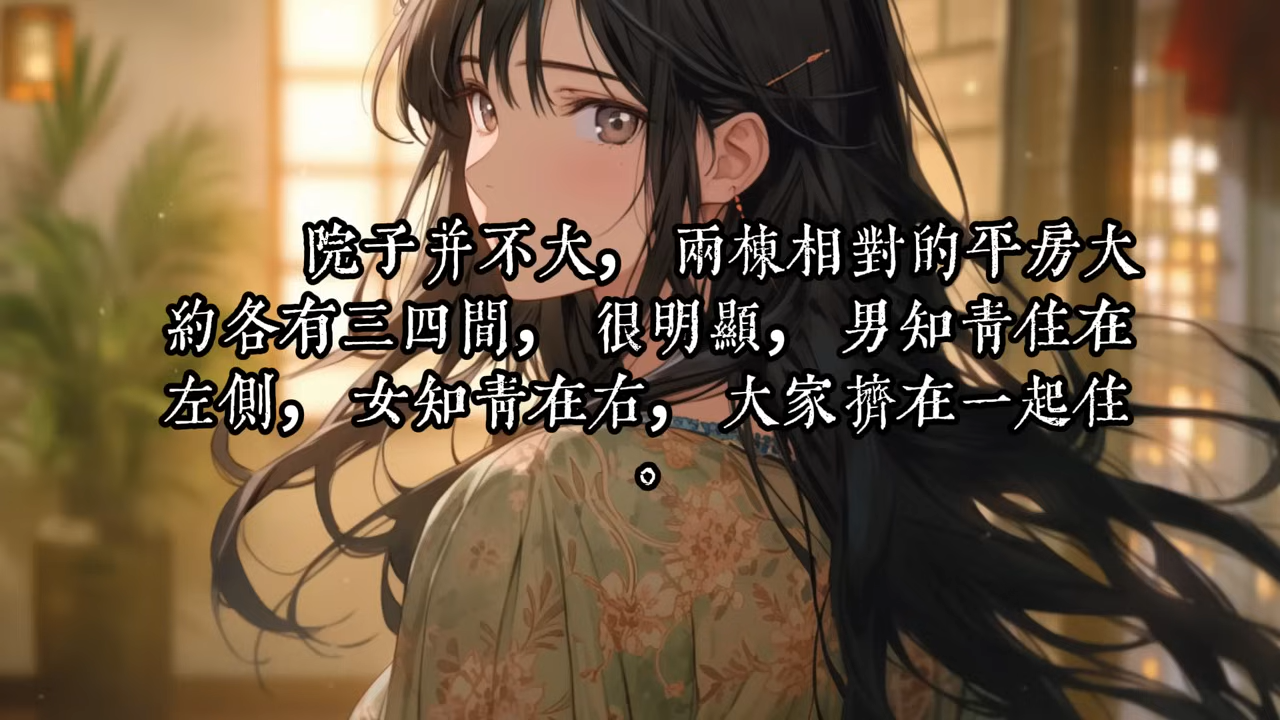 院子并不大， 兩棟相對的平房大
約各有三四間， 很明顯， 男知青住在
左側， 女知青在右， 大家擠在一起住
。